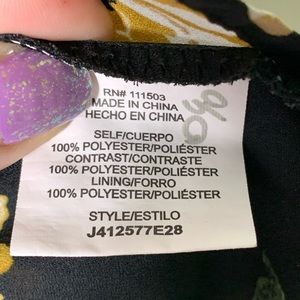 RN# 111503
MADE IN CHINA
HECHO EN CHINA
SELF/CUERPO
100% POLYESTER/POLIÉSTER
CONTRAST/CONTRASTE
100% POLYESTER/POLIÉSTER
LINING/FORRO
100% POLYESTER/POLIÉSTER
STYLE/ESTILO
J412577E28